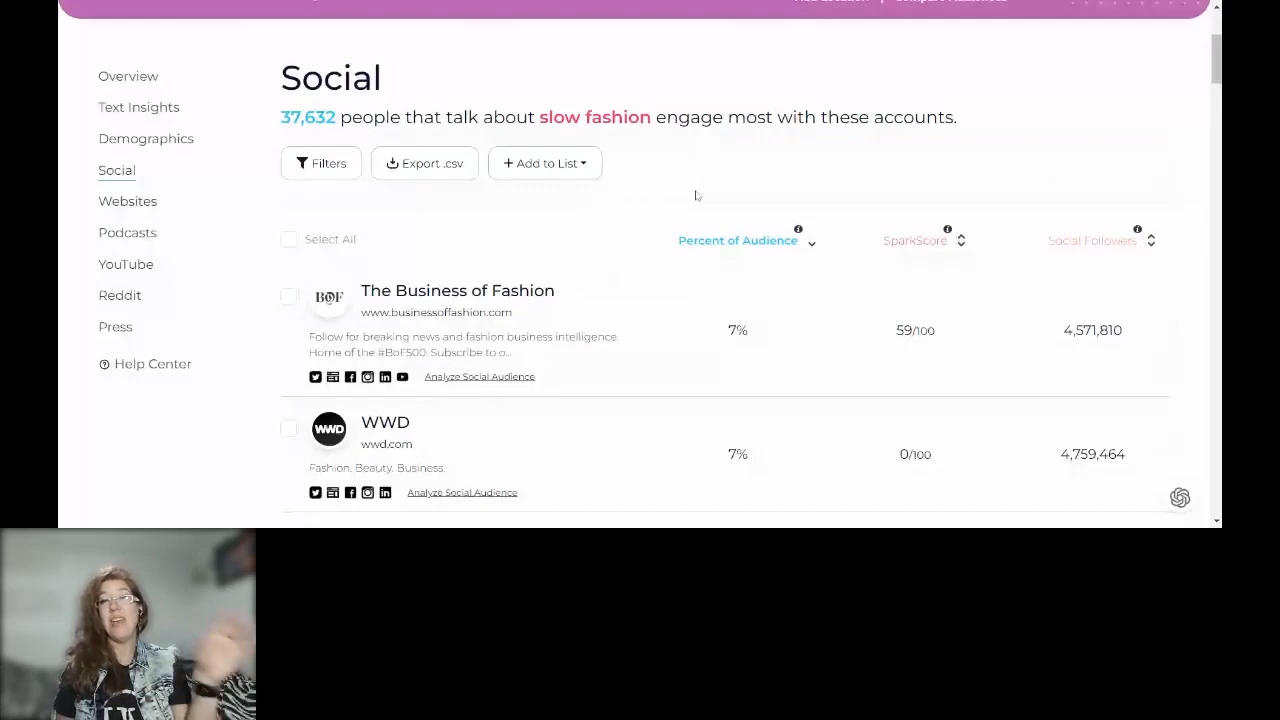 Social
37,632 people that talk about slow fashion engage most with these accounts.
Overview
Text Insights
Demographics
Social
Websites
Podcasts
YouTube
Reddit
Press
Help Center
Filters
Export .csv
+ Add to List
Select All
Percent of Audience
SparkScore
Social Followers
BOF
The Business of Fashion
www.businessoffashion.com
Follow for breaking news and fashion business intelligence.
Home of the #BoF500. Subscribe to o...
Analyze Social Audience
7%
59/100
4,571,810
WWD
WWD
wwd.com
Fashion. Beauty. Business.
Analyze Social Audience
7%
0/100
4,759,464